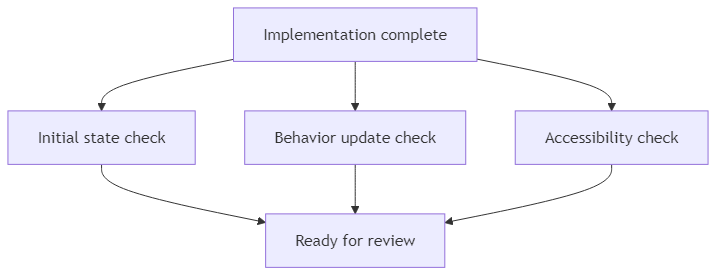 Implementation complete
Initial state check
Behavior update check
Accessibility check
Ready for review